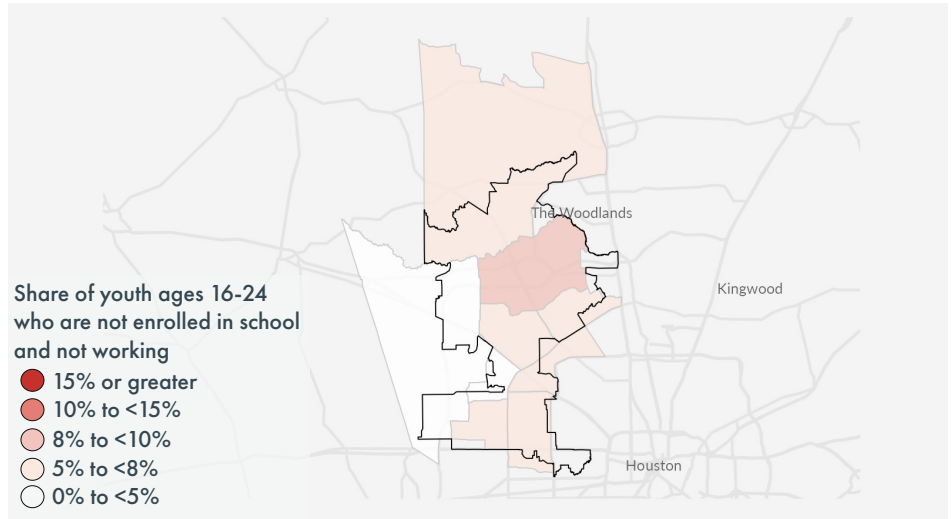 The Woodlands
Kingwood
Share of youth ages 16-24
who are not enrolled in school
and not working
15% or greater
10% to <15%
8% to <10%
5% to <8%
0% to <5%
Houston